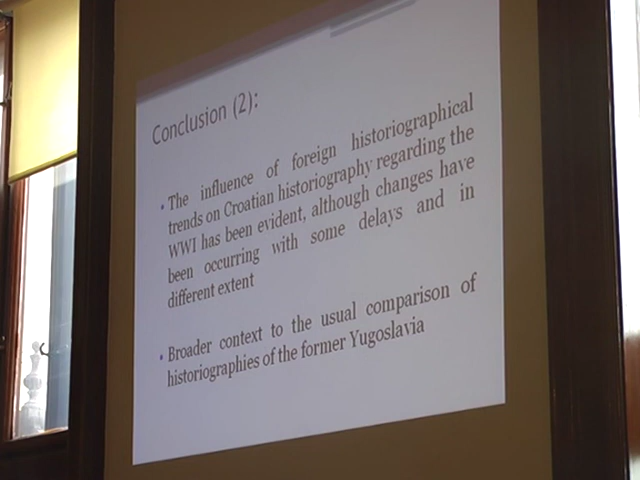 Conclusion (2):
• The influence of foreign historiographical
trends on Croatian historiography regarding the
WWI has been evident, although changes have
been occurring with some delays and in
different extent
• Broader context to the usual comparison of
historiographies of the former Yugoslavia